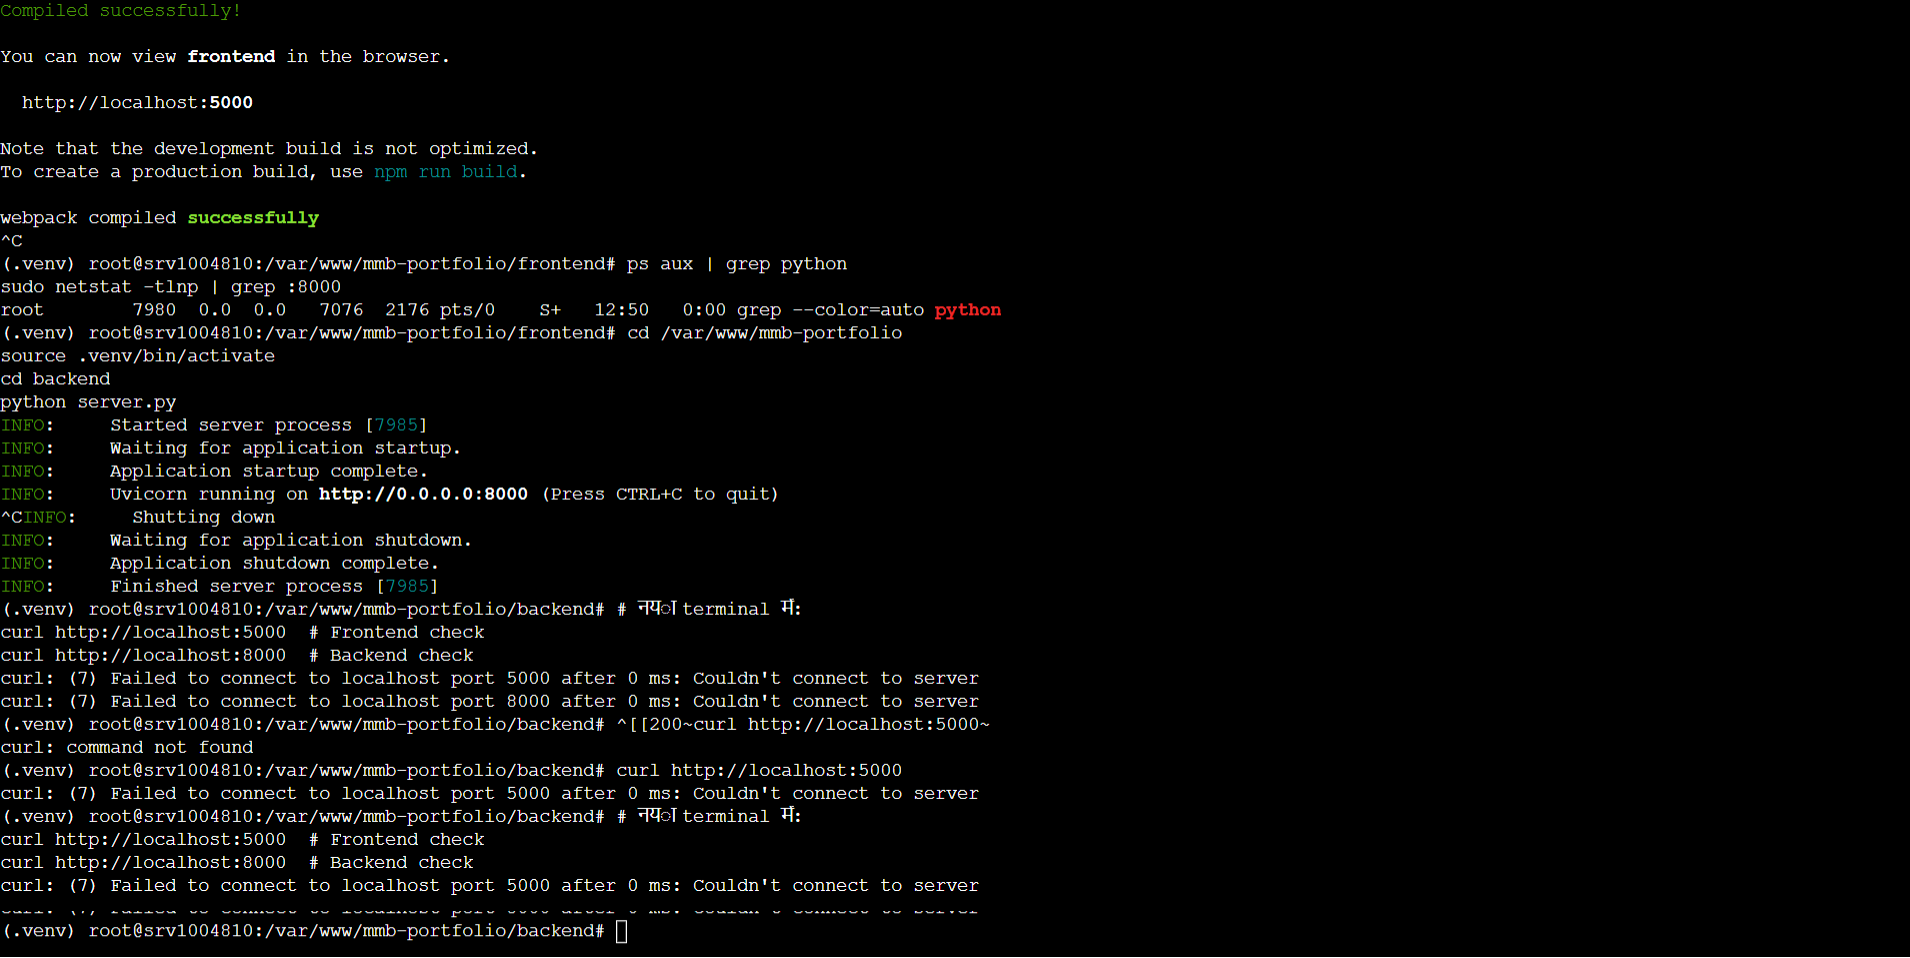 Compiled successfully!
You can now view frontend in the browser.
http://localhost:5000
Note that the development build is not optimized.
To create a production build, use npm run build.
webpack compiled successfully
^C
(.venv) root@srv1004810:/var/www/mmb-portfolio/frontend# ps aux | grep python
sudo netstat -tlnp | grep :8000
root        7980  0.0  0.0   7076  2176 pts/0    S+   12:50   0:00 grep --color=auto python
(.venv) root@srv1004810:/var/www/mmb-portfolio/frontend# cd /var/www/mmb-portfolio
source .venv/bin/activate
cd backend
python server.py
INFO:     Started server process [7985]
INFO:     Waiting for application startup.
INFO:     Application startup complete.
INFO:     Uvicorn running on http://0.0.0.0:8000 (Press CTRL+C to quit)
^CINFO:     Shutting down
INFO:     Waiting for application shutdown.
INFO:     Application shutdown complete.
INFO:     Finished server process [7985]
(.venv) root@srv1004810:/var/www/mmb-portfolio/backend# # नया terminal में:
curl http://localhost:5000  # Frontend check
curl http://localhost:8000  # Backend check
curl: (7) Failed to connect to localhost port 5000 after 0 ms: Couldn't connect to server
curl: (7) Failed to connect to localhost port 8000 after 0 ms: Couldn't connect to server
(.venv) root@srv1004810:/var/www/mmb-portfolio/backend# ^[[200~curl http://localhost:5000~
curl: command not found
(.venv) root@srv1004810:/var/www/mmb-portfolio/backend# curl http://localhost:5000
curl: (7) Failed to connect to localhost port 5000 after 0 ms: Couldn't connect to server
(.venv) root@srv1004810:/var/www/mmb-portfolio/backend# # नया terminal में:
curl http://localhost:5000  # Frontend check
curl http://localhost:8000  # Backend check
curl: (7) Failed to connect to localhost port 5000 after 0 ms: Couldn't connect to server
(.venv) root@srv1004810:/var/www/mmb-portfolio/backend#